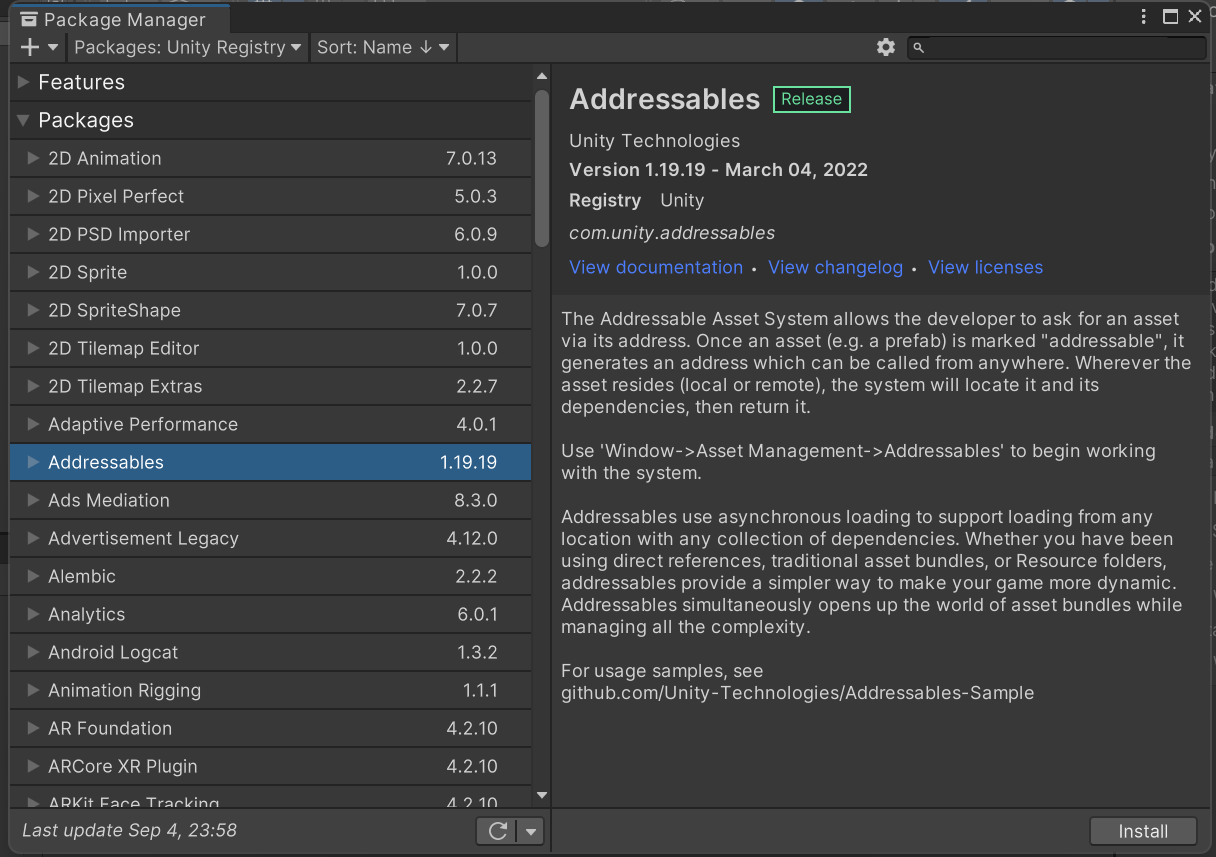 Package Manager
Packages: Unity Registry
Sort: Name ↓
Features
Packages
2D Animation 7.0.13
2D Pixel Perfect 5.0.3
2D PSD Importer 6.0.9
2D Sprite 1.0.0
2D SpriteShape 7.0.7
2D Tilemap Editor 1.0.0
2D Tilemap Extras 2.2.7
Adaptive Performance 4.0.1
Addressables 1.19.19
Ads Mediation 8.3.0
Advertisement Legacy 4.12.0
Alembic 2.2.2
Analytics 6.0.1
Android Logcat 1.3.2
Animation Rigging 1.1.1
AR Foundation 4.2.10
ARCore XR Plugin 4.2.10
ARKit Face Tracking 4.2.10
Last update Sep 4, 23:58
Addressables Release
Unity Technologies
Version 1.19.19 - March 04, 2022
Registry Unity
com.unity.addressables
View documentation • View changelog • View licenses
The Addressable Asset System allows the developer to ask for an asset
via its address. Once an asset (e.g. a prefab) is marked "addressable", it
generates an address which can be called from anywhere. Wherever the
asset resides (local or remote), the system will locate it and its
dependencies, then return it.
Use 'Window->Asset Management->Addressables' to begin working
with the system.
Addressables use asynchronous loading to support loading from any
location with any collection of dependencies. Whether you have been
using direct references, traditional asset bundles, or Resource folders,
addressables provide a simpler way to make your game more dynamic.
Addressables simultaneously opens up the world of asset bundles while
managing all the complexity.
For usage samples, see
github.com/Unity-Technologies/Addressables-Sample
Install